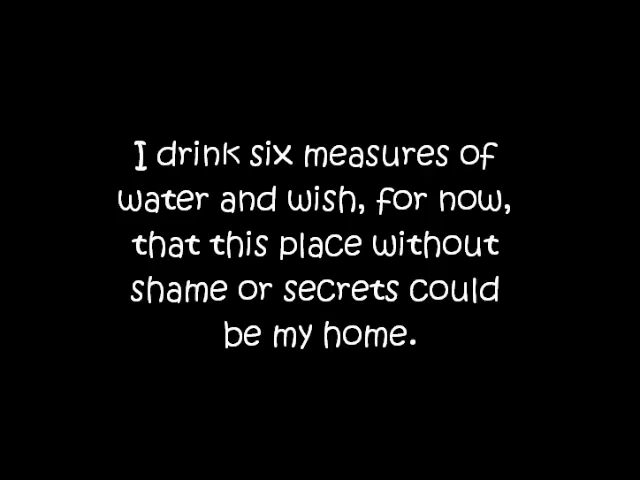 I drink six measures of
water and wish, for now,
that this place without
shame or secrets could
be my home.